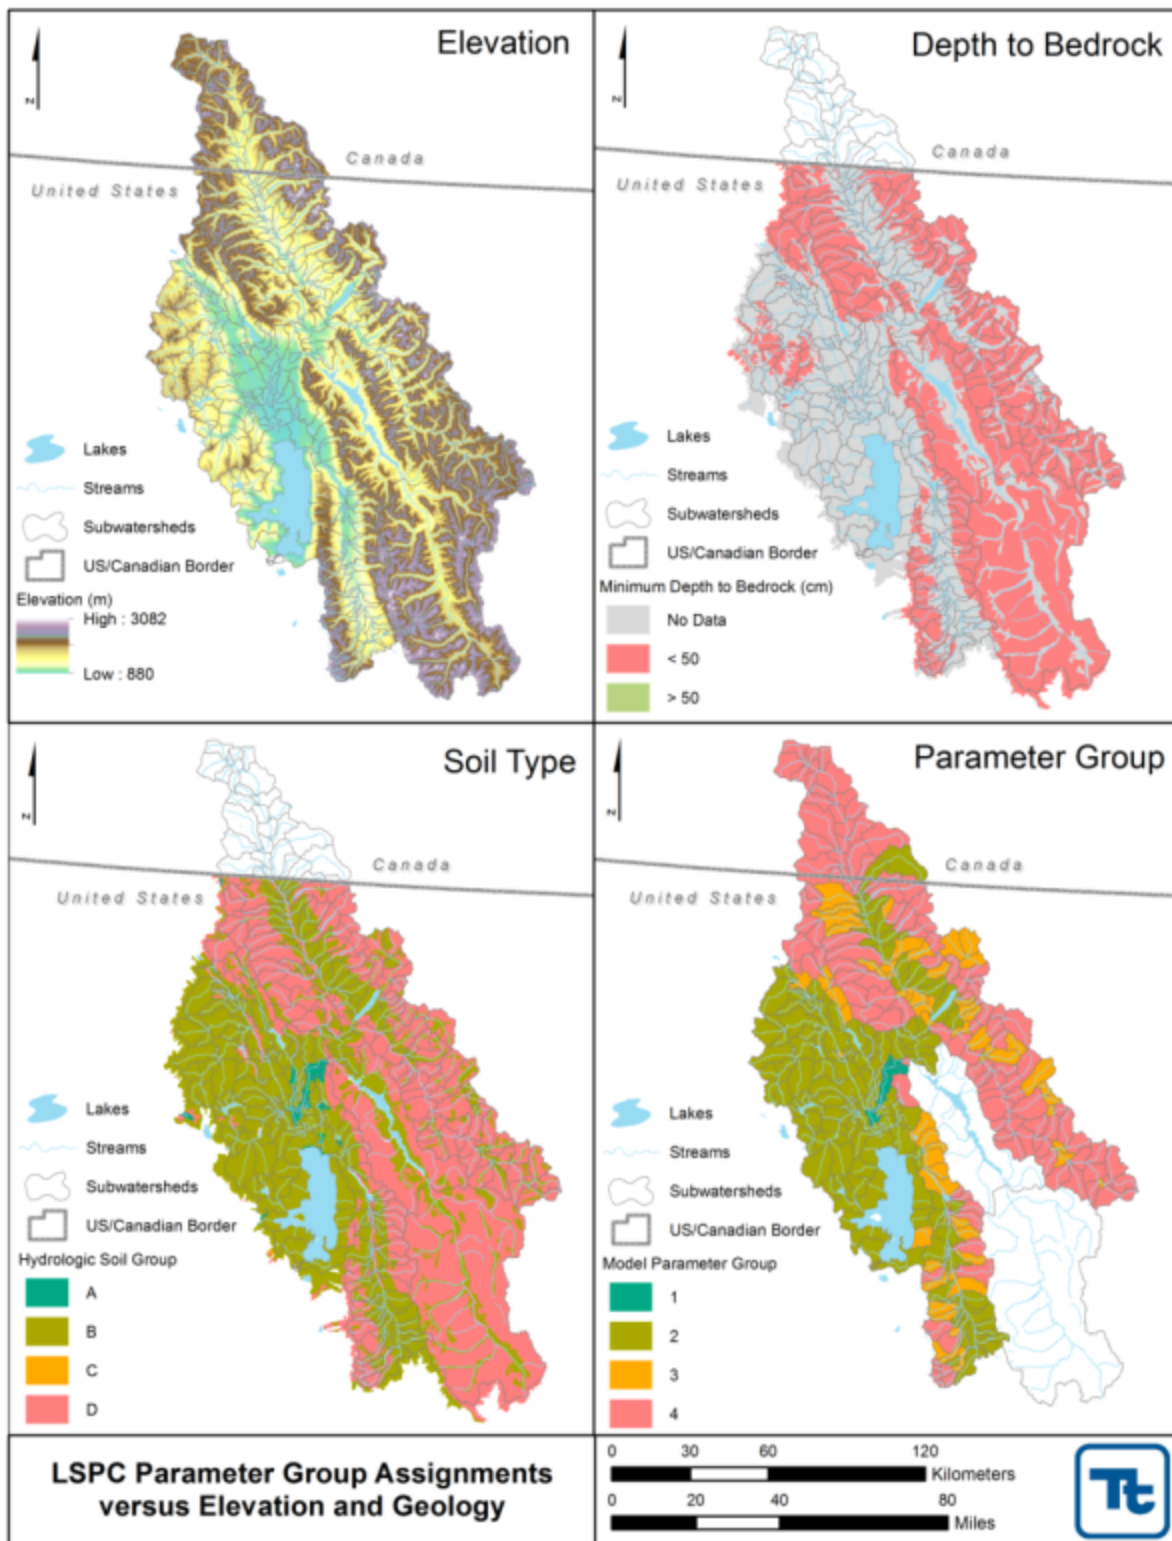 Elevation
N
Canada
United States
Lakes
Streams
Subwatersheds
US/Canadian Border
Elevation (m)
High : 3082
Low : 880
Depth to Bedrock
N
Canada
United States
Lakes
Streams
Subwatersheds
US/Canadian Border
Minimum Depth to Bedrock (cm)
No Data
< 50
> 50
Soil Type
N
Canada
United States
Lakes
Streams
Subwatersheds
US/Canadian Border
Hydrologic Soil Group
A
B
C
D
Parameter Group
N
Canada
United States
Lakes
Streams
Subwatersheds
US/Canadian Border
Model Parameter Group
1
2
3
4
LSPC Parameter Group Assignments
versus Elevation and Geology
0 30 60 120
Kilometers
0 20 40 80
Miles
Tt